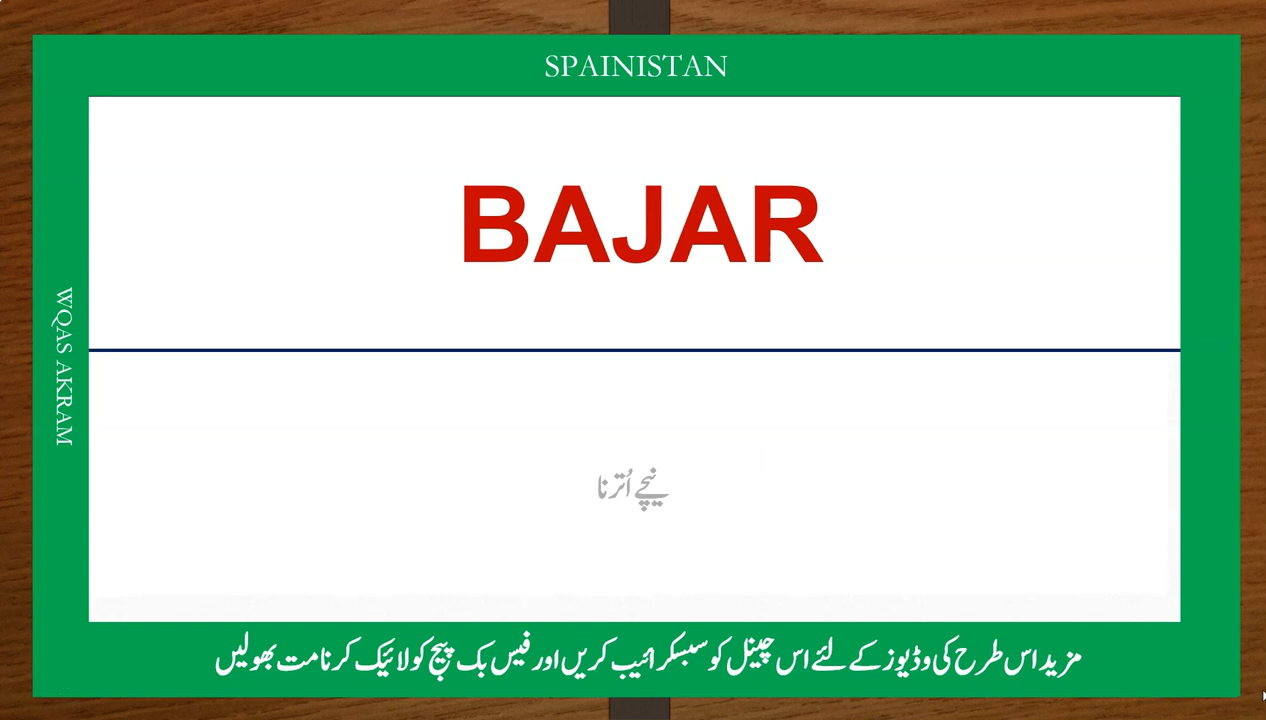 SPAINISTAN
BAJAR
WQAS AKRAM
نیچے اُترنا
مزید اس طرح کی وڈیوز کے لئے اس چینل کو سبسکرائیب کریں اور فیس بک پیج کو لائیک کرنا مت بھولیں